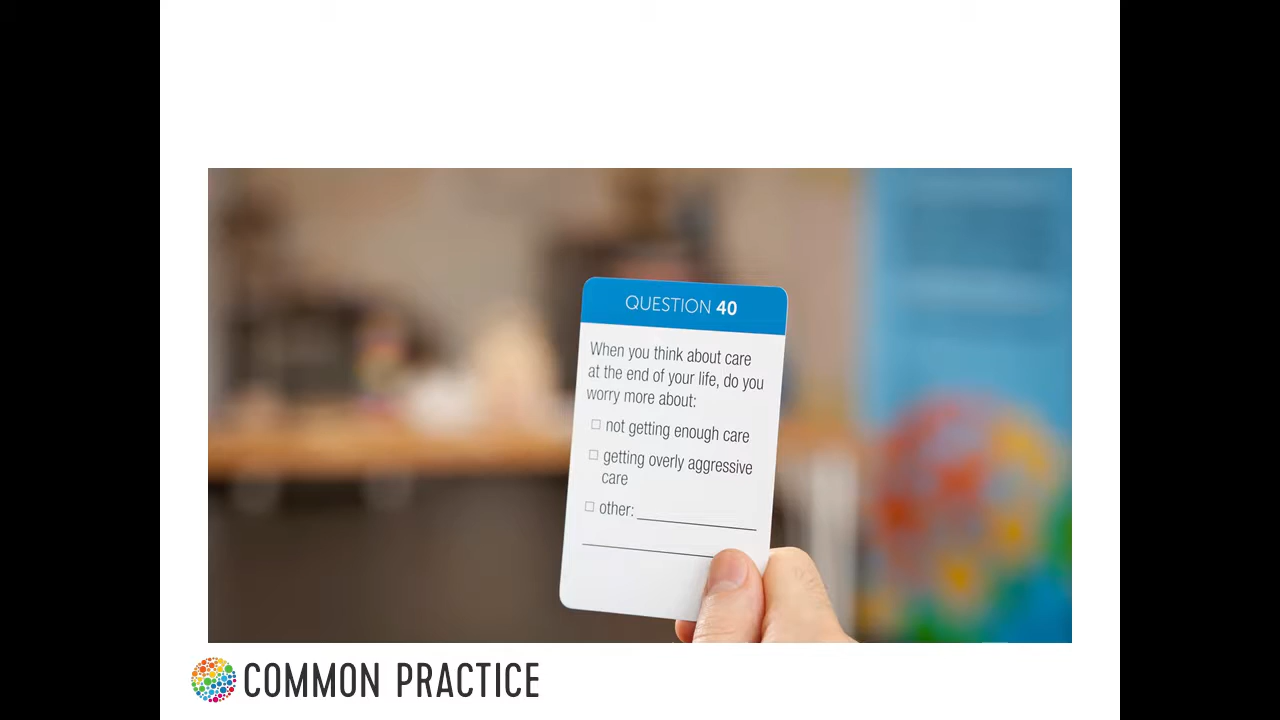 QUESTION 40
When you think about care
at the end of your life, do you
worry more about:
☐ not getting enough care
☐ getting overly aggressive
care
☐ other:
COMMON PRACTICE